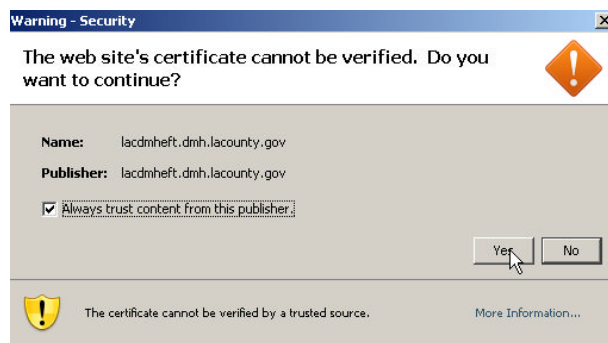 Warning - Security
The web site's certificate cannot be verified. Do you
want to continue?
Name: lacdmheft.dmh.lacounty.gov
Publisher: lacdmheft.dmh.lacounty.gov
Always trust content from this publisher.
Yes No
The certificate cannot be verified by a trusted source. More Information...